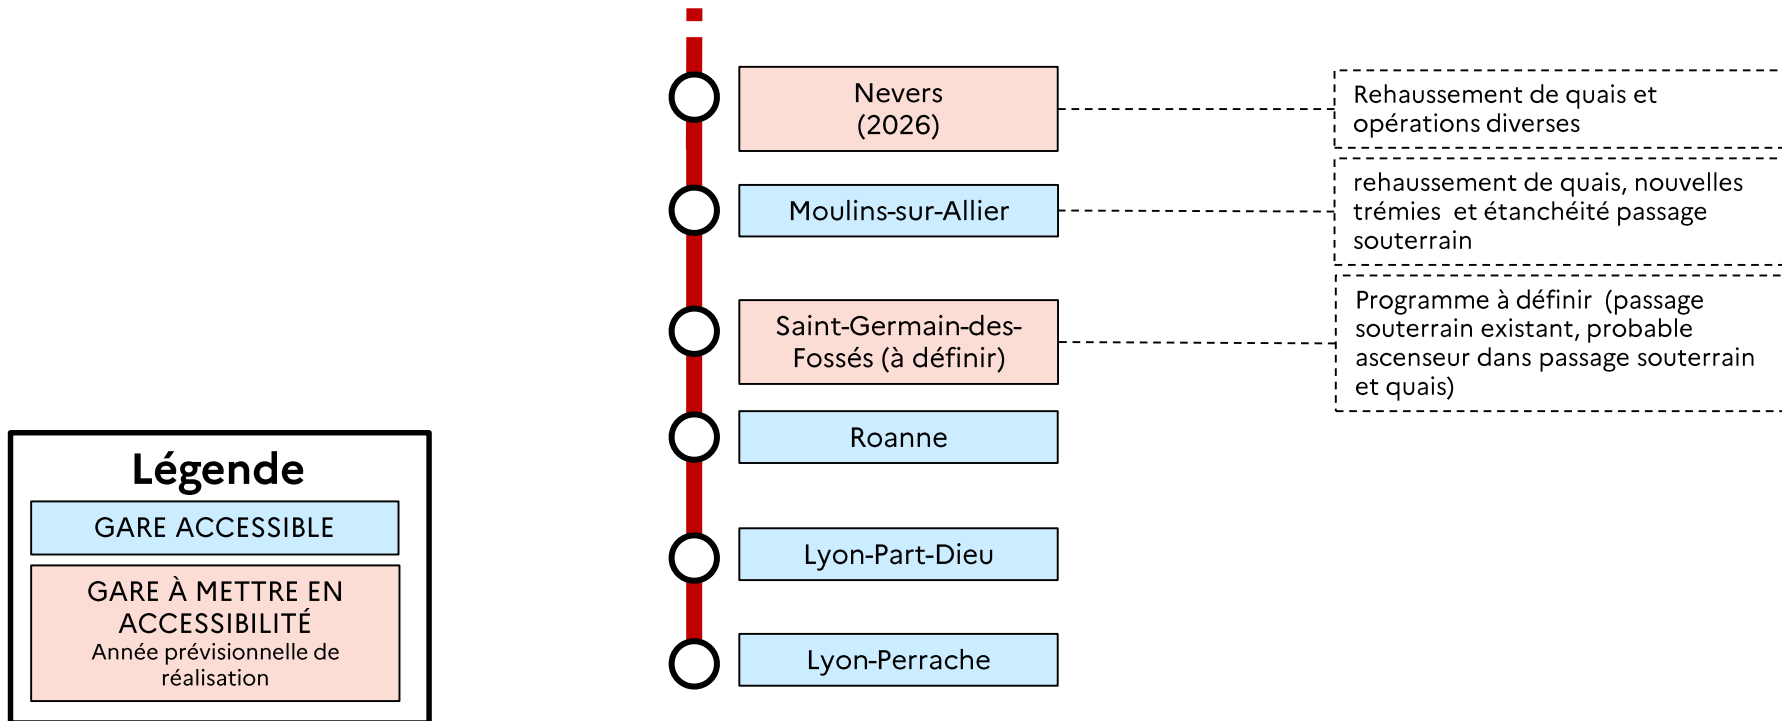 Nevers
(2026)
Rehaussement de quais et
opérations diverses
Moulins-sur-Allier
rehaussement de quais, nouvelles
trémies  et étanchéité passage
souterrain
Saint-Germain-des-
Fossés (à définir)
Programme à définir  (passage
souterrain existant, probable
ascenseur dans passage souterrain
et quais)
Roanne
Lyon-Part-Dieu
Lyon-Perrache
Légende
GARE ACCESSIBLE
GARE À METTRE EN
ACCESSIBILITÉ
Année prévisionnelle de
réalisation